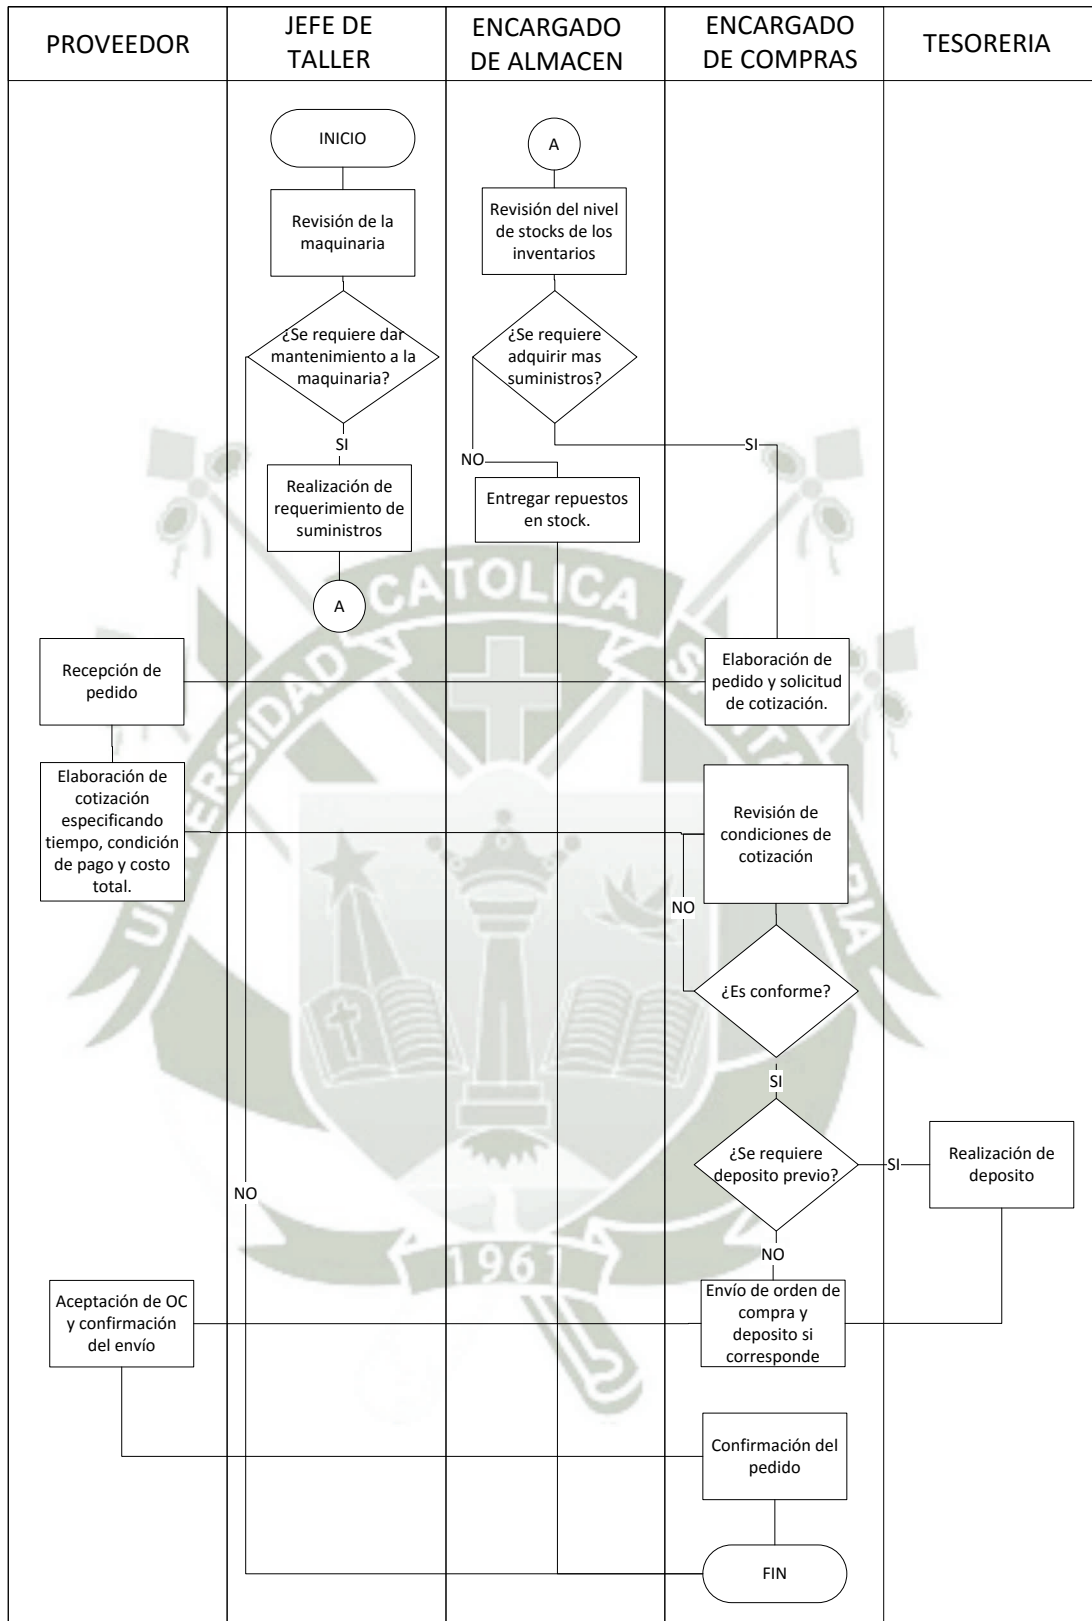 PROVEEDOR
JEFE DE
TALLER
ENCARGADO
DE ALMACEN
ENCARGADO
DE COMPRAS
TESORERIA
INICIO
A
Revisión de la
maquinaria
Revisión del nivel
de stocks de los
inventarios
¿Se requiere dar
mantenimiento a la
maquinaria?
¿Se requiere
adquirir mas
suministros?
SI
SI
NO
Realización de
requerimiento de
suministros
Entregar repuestos
en stock.
A
Recepción de
pedido
Elaboración de
pedido y solicitud
de cotización.
Elaboración de
cotización
especificando
tiempo, condición
de pago y costo
total.
Revisión de
condiciones de
cotización
NO
¿Es conforme?
SI
¿Se requiere
deposito previo?
SI
Realización de
deposito
NO
NO
Aceptación de OC
y confirmación
del envío
Envío de orden de
compra y
deposito si
corresponde
Confirmación del
pedido
FIN
UNIVERSIDAD CATOLICA
1961